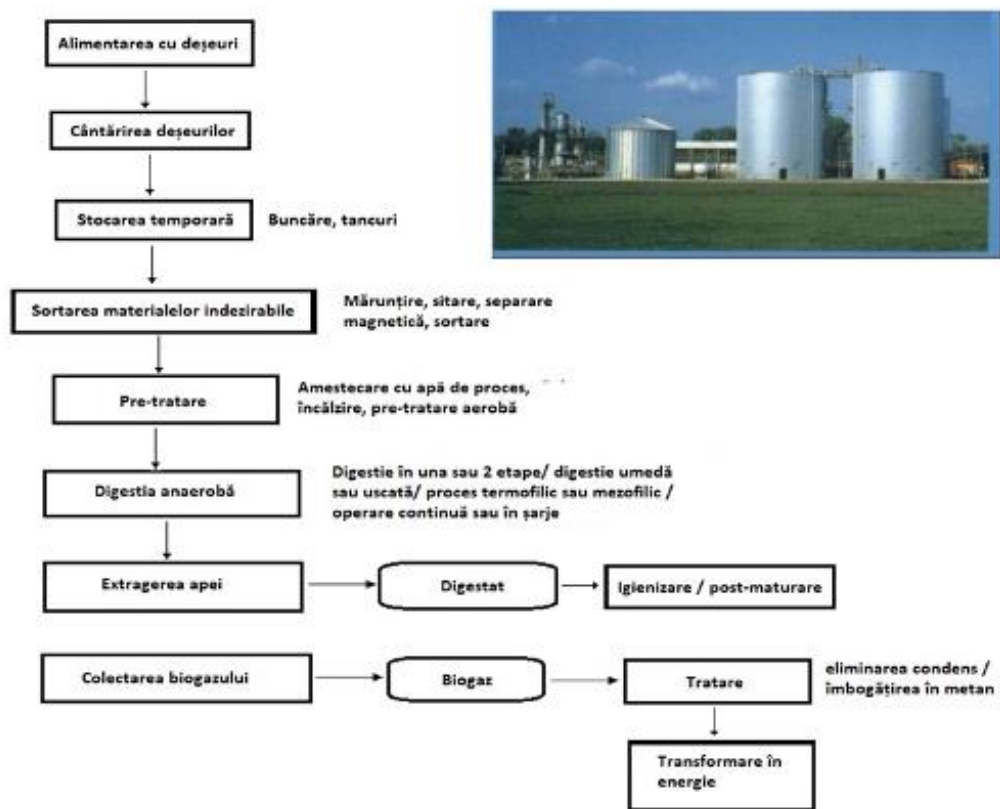 Alimentarea cu deșeuri
Cântărirea deșeurilor
Stocarea temporară
Buncăre, tancuri
Sortarea materialelor indezirabile
Mărunțire, sitare, separare
magnetică, sortare
Pre-tratare
Amestecare cu apă de proces,
încălzire, pre-tratare aerobă
Digestia anaerobă
Digestie în una sau 2 etape/ digestie umedă
sau uscată/ proces termofilic sau mezofilic /
operare continuă sau în șarje
Extragerea apei
Digestat
Igienizare / post-maturare
Colectarea biogazului
Biogaz
Tratare
eliminarea condens /
îmbogățirea în metan
Transformare în
energie